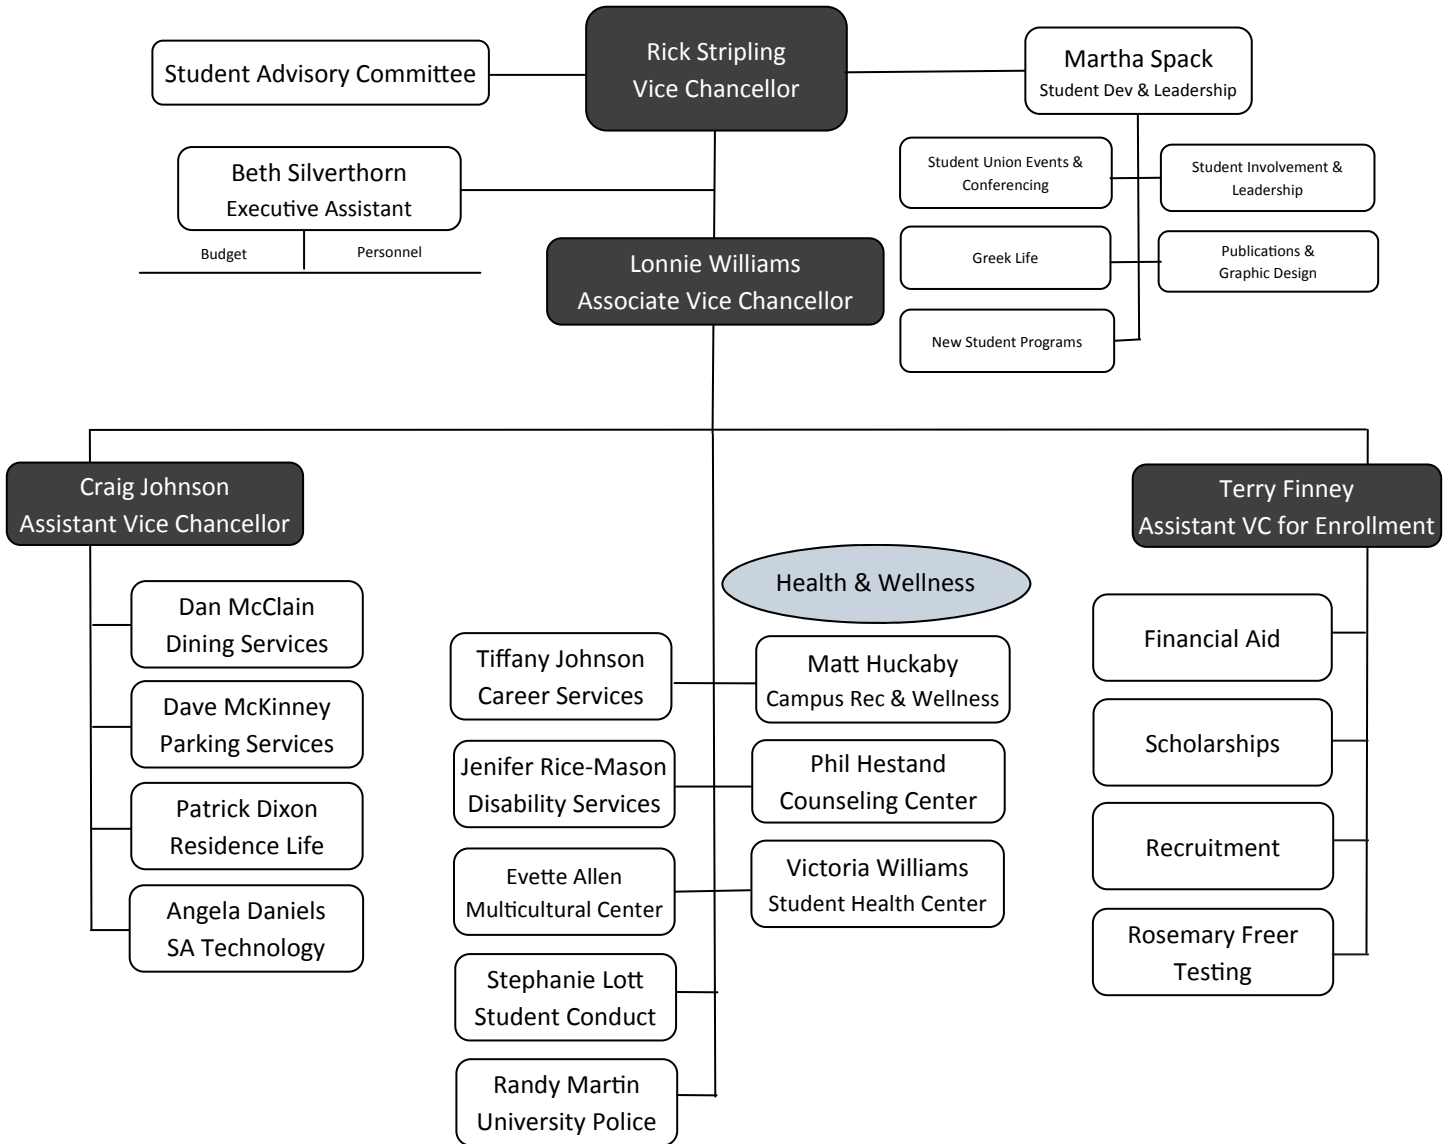 Rick Stripling
Vice Chancellor
Student Advisory Committee
Martha Spack
Student Dev & Leadership
Beth Silverthorn
Executive Assistant
Budget
Personnel
Student Union Events &
Conferencing
Student Involvement &
Leadership
Greek Life
Publications &
Graphic Design
New Student Programs
Lonnie Williams
Associate Vice Chancellor
Craig Johnson
Assistant Vice Chancellor
Dan McClain
Dining Services
Dave McKinney
Parking Services
Patrick Dixon
Residence Life
Angela Daniels
SA Technology
Tiffany Johnson
Career Services
Jenifer Rice-Mason
Disability Services
Evette Allen
Multicultural Center
Stephanie Lott
Student Conduct
Randy Martin
University Police
Health & Wellness
Matt Huckaby
Campus Rec & Wellness
Phil Hestand
Counseling Center
Victoria Williams
Student Health Center
Terry Finney
Assistant VC for Enrollment
Financial Aid
Scholarships
Recruitment
Rosemary Freer
Testing